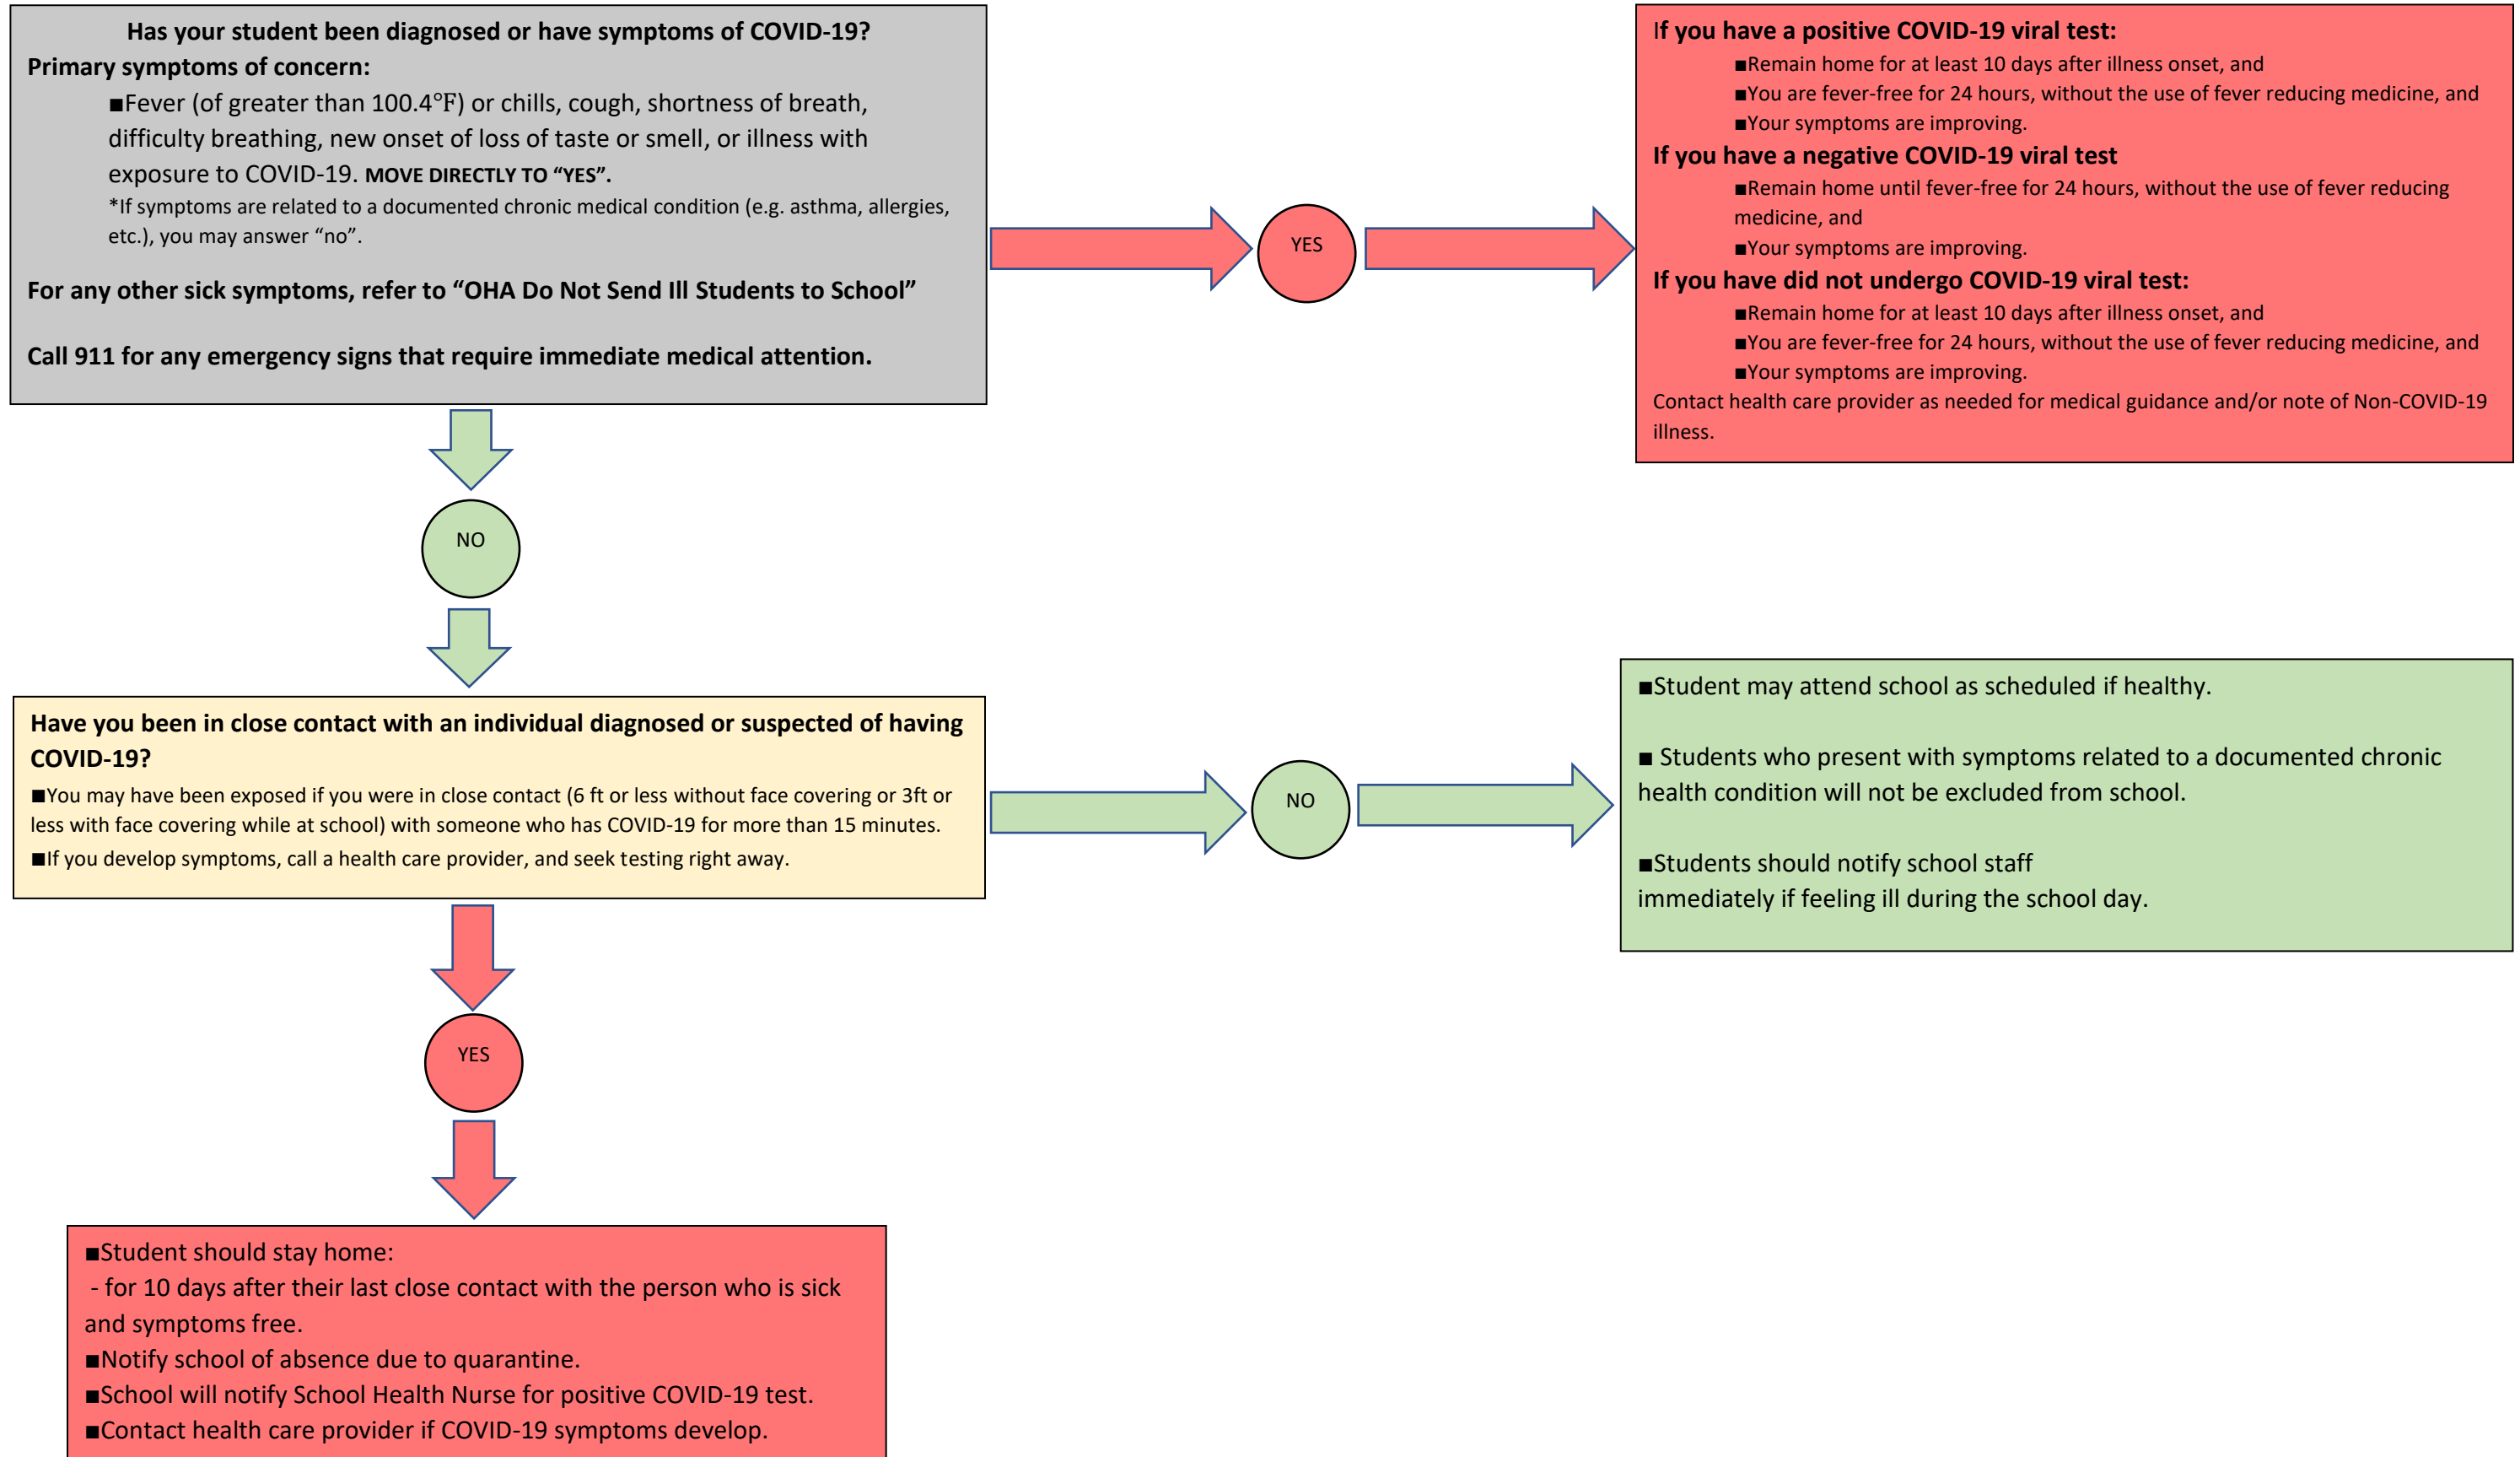 Has your student been diagnosed or have symptoms of COVID-19?
Primary symptoms of concern:
■Fever (of greater than 100.4°F) or chills, cough, shortness of breath,
difficulty breathing, new onset of loss of taste or smell, or illness with
exposure to COVID-19. MOVE DIRECTLY TO “YES”.
*If symptoms are related to a documented chronic medical condition (e.g. asthma, allergies,
etc.), you may answer “no”.
For any other sick symptoms, refer to “OHA Do Not Send Ill Students to School”
Call 911 for any emergency signs that require immediate medical attention.
YES
If you have a positive COVID-19 viral test:
■Remain home for at least 10 days after illness onset, and
■You are fever-free for 24 hours, without the use of fever reducing medicine, and
■Your symptoms are improving.
If you have a negative COVID-19 viral test
■Remain home until fever-free for 24 hours, without the use of fever reducing
medicine, and
■Your symptoms are improving.
If you have did not undergo COVID-19 viral test:
■Remain home for at least 10 days after illness onset, and
■You are fever-free for 24 hours, without the use of fever reducing medicine, and
■Your symptoms are improving.
Contact health care provider as needed for medical guidance and/or note of Non-COVID-19
illness.
NO
Have you been in close contact with an individual diagnosed or suspected of having
COVID-19?
■You may have been exposed if you were in close contact (6 ft or less without face covering or 3ft or
less with face covering while at school) with someone who has COVID-19 for more than 15 minutes.
■If you develop symptoms, call a health care provider, and seek testing right away.
NO
■Student may attend school as scheduled if healthy.
■ Students who present with symptoms related to a documented chronic
health condition will not be excluded from school.
■Students should notify school staff
immediately if feeling ill during the school day.
YES
■Student should stay home:
- for 10 days after their last close contact with the person who is sick
and symptoms free.
■Notify school of absence due to quarantine.
■School will notify School Health Nurse for positive COVID-19 test.
■Contact health care provider if COVID-19 symptoms develop.